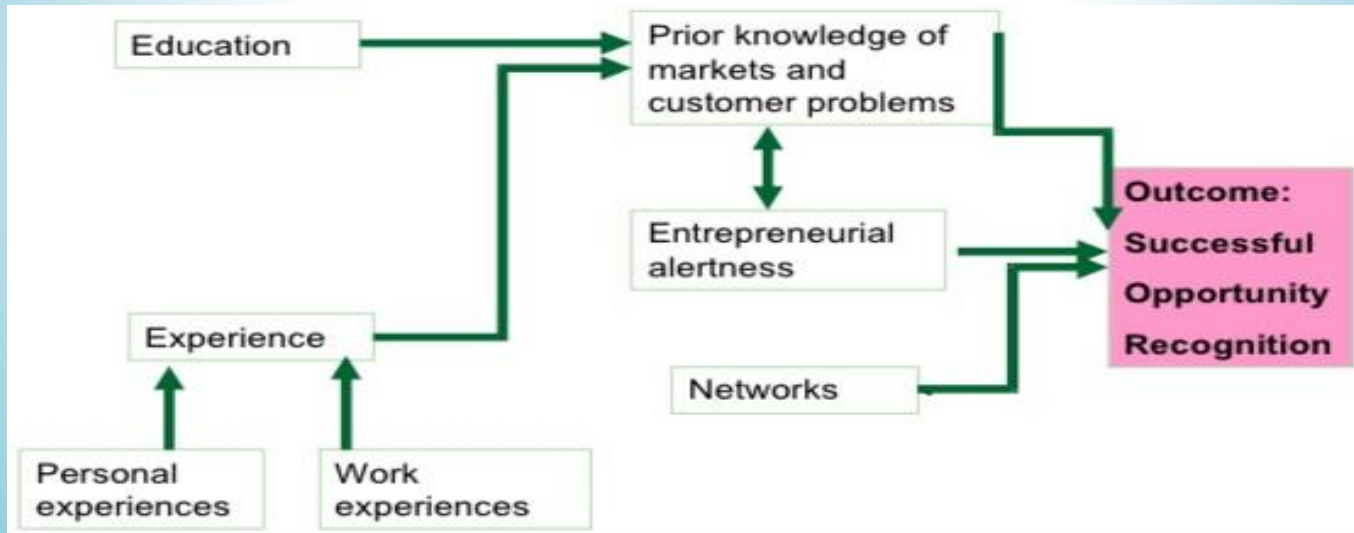 Education
Prior knowledge of
markets and
customer problems
Entrepreneurial
alertness
Outcome:
Successful
Opportunity
Recognition
Experience
Networks
Personal
experiences
Work
experiences